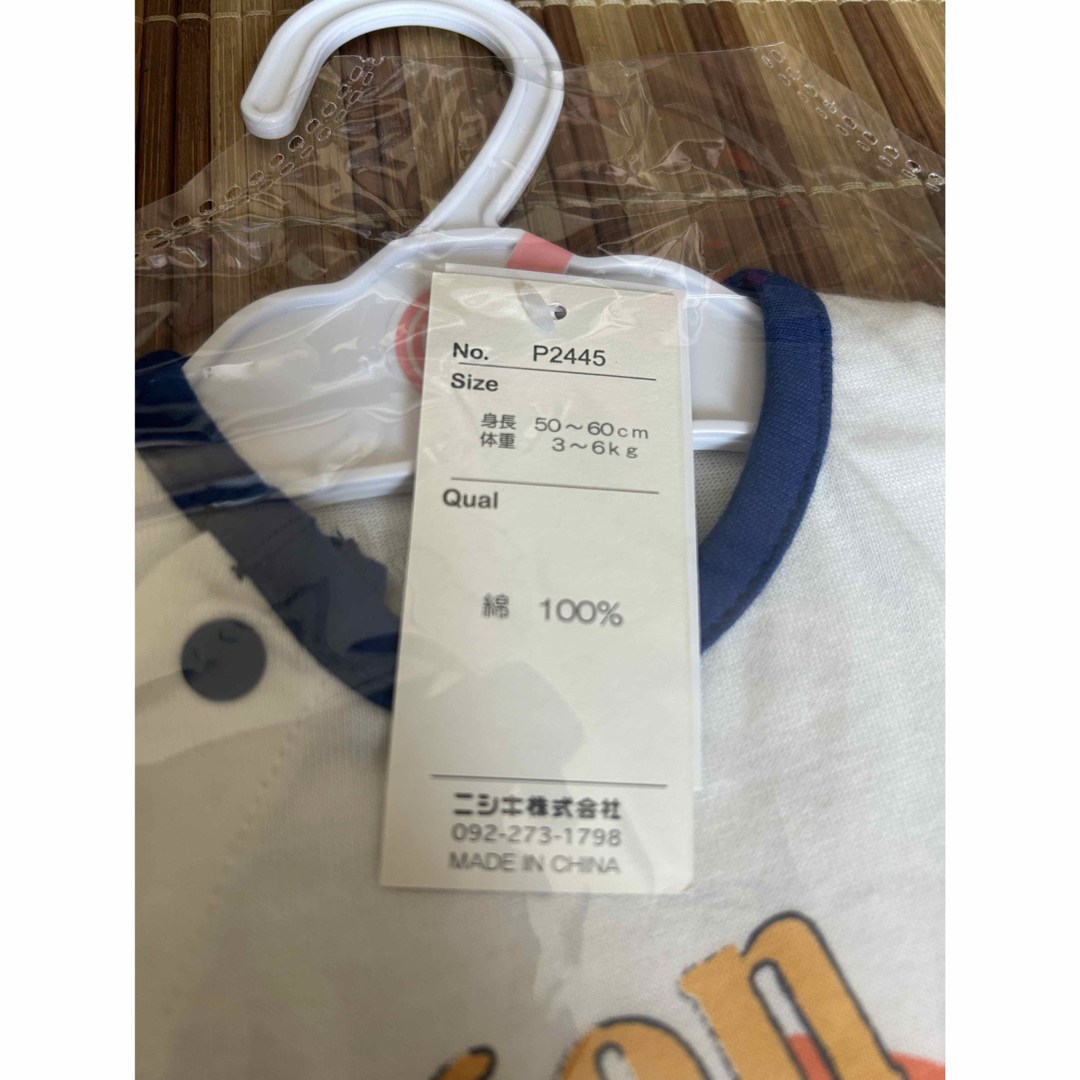 No. P2445
Size
身長 50～60cm
体重 3～6kg
Qual
綿 100%
ニシキ株式会社
092-273-1798
MADE IN CHINA
on